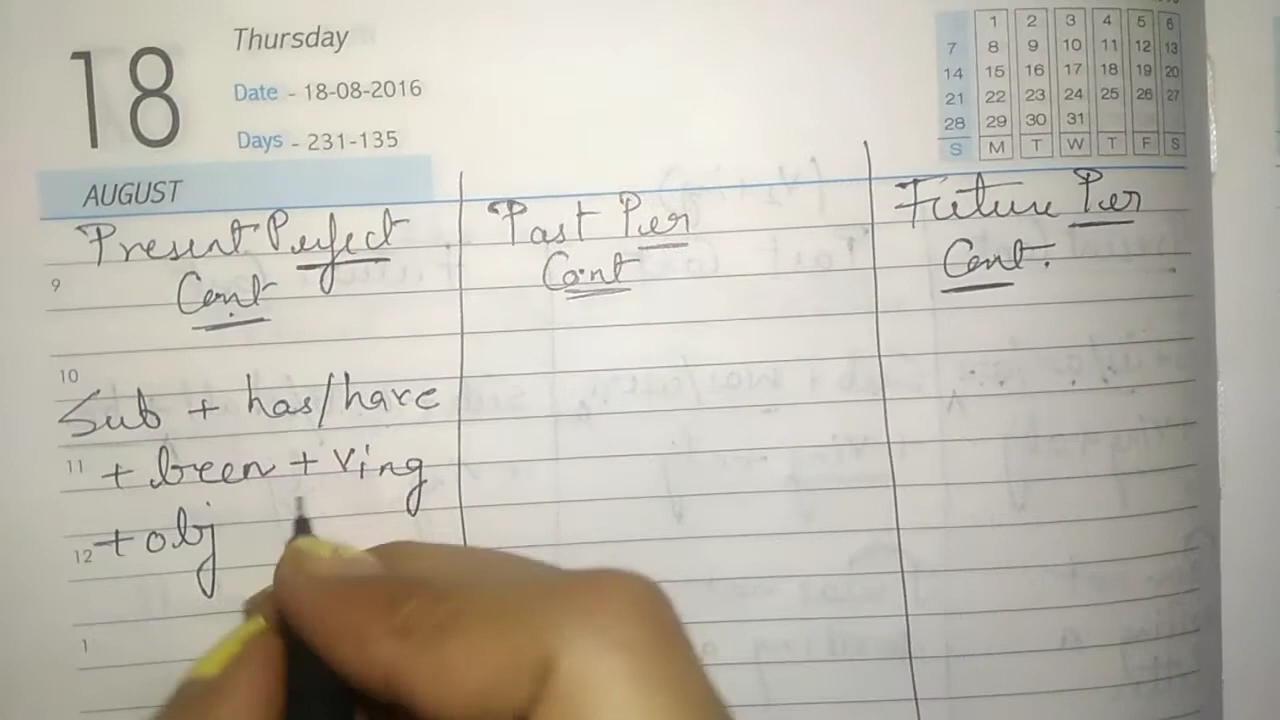 18
Thursday
Date - 18-08-2016
Days - 231-135
AUGUST
1 2 3 4 5 6
7 8 9 10 11 12 13
14 15 16 17 18 19 20
21 22 23 24 25 26 27
28 29 30 31
S M T W T F S
Present Perfect
Cont
Past Per
Cont
Future Per
Cont.
9
10
Sub + has/have
11
+ been + Ving
12
+ obj
1